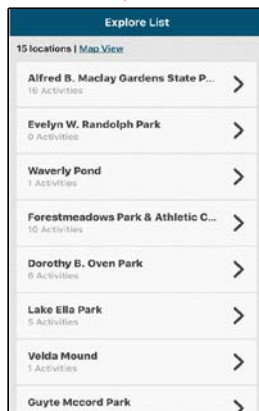 Explore List
15 locations | Map View
Alfred B. Maclay Gardens State P...
16 Activities
Evelyn W. Randolph Park
0 Activities
Waverly Pond
1 Activities
Forestmeadows Park & Athletic C...
10 Activities
Dorothy B. Oven Park
6 Activities
Lake Ella Park
5 Activities
Velda Mound
1 Activities
Guyte Mccord Park